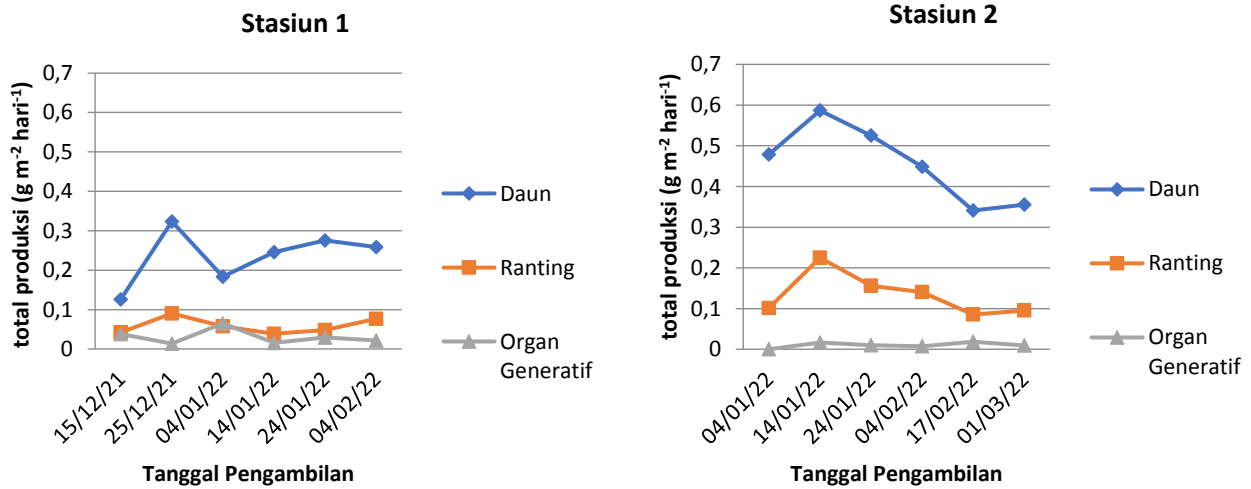 Stasiun 1
total produksi (g m⁻² hari⁻¹)
0,7
0,6
0,5
0,4
0,3
0,2
0,1
0
15/12/21
25/12/21
04/01/22
14/01/22
24/01/22
04/02/22
Tanggal Pengambilan
Daun
Ranting
Organ
Generatif
Stasiun 2
total produksi (g m⁻² hari⁻¹)
0,7
0,6
0,5
0,4
0,3
0,2
0,1
0
04/01/22
14/01/22
24/01/22
04/02/22
17/02/22
01/03/22
Tanggal Pengambilan
Daun
Ranting
Organ
Generatif